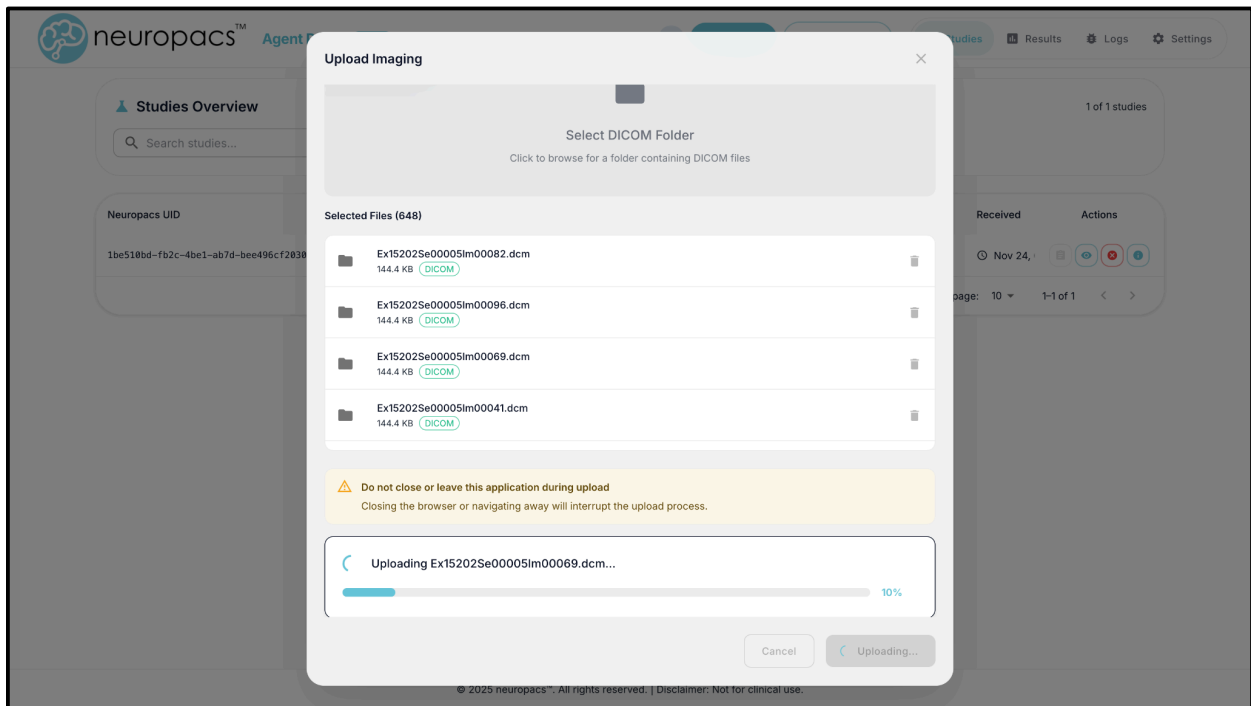 neuropacs™ Agent
Results
Logs
Settings
Upload Imaging
Studies Overview
1 of 1 studies
Search studies...
Select DICOM Folder
Click to browse for a folder containing DICOM files
Neuropacs UID
Received
Actions
Selected Files (648)
1be510bd-fb2c-4be1-ab7d-bee496cf2030
Nov 24,
Ex15202Se00005Im00082.dcm
144.4 KB DICOM
page: 10
1–1 of 1
Ex15202Se00005Im00096.dcm
144.4 KB DICOM
Ex15202Se00005Im00069.dcm
144.4 KB DICOM
Ex15202Se00005Im00041.dcm
144.4 KB DICOM
Do not close or leave this application during upload
Closing the browser or navigating away will interrupt the upload process.
Uploading Ex15202Se00005Im00069.dcm...
10%
Cancel
Uploading...
© 2025 neuropacs™. All rights reserved. | Disclaimer: Not for clinical use.